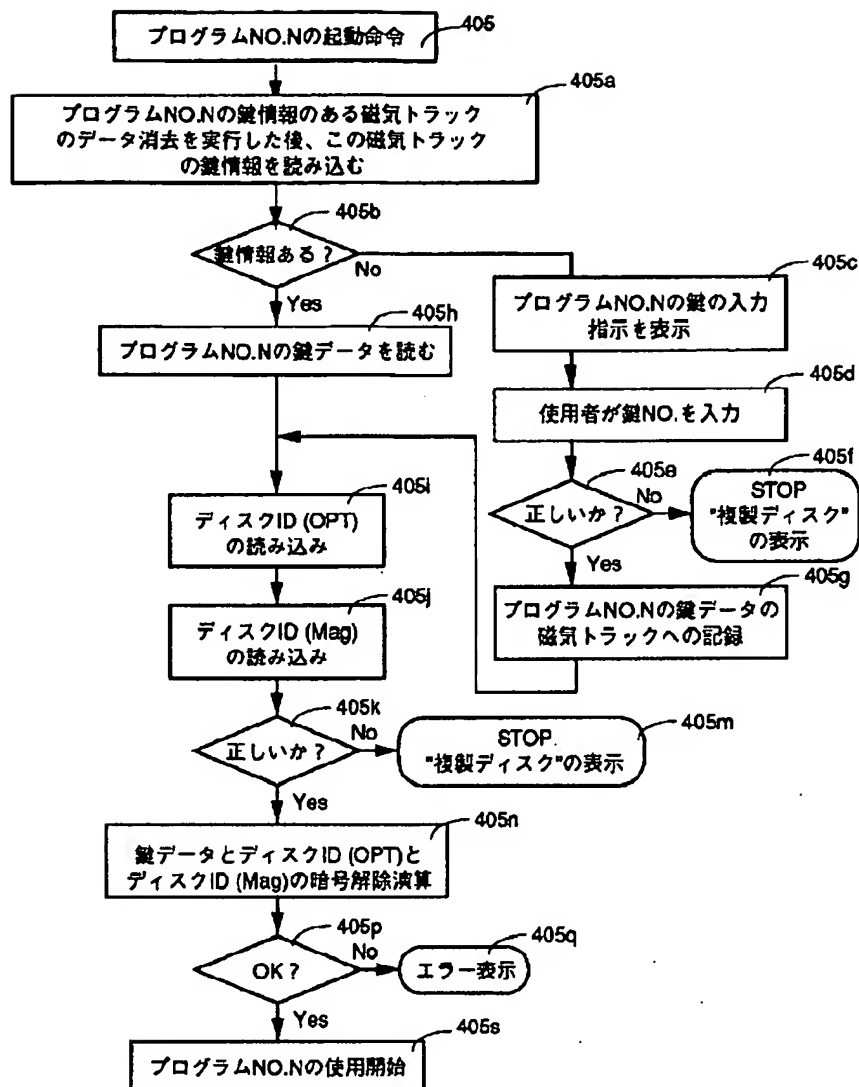 プログラムNO.Nの起動命令
405
405a
プログラムNO.Nの鍵情報のある磁気トラック
のデータ消去を実行した後、この磁気トラック
の鍵情報を読み込む
405b
鍵情報ある?
No
Yes
405c
プログラムNO.Nの鍵の入力
指示を表示
405h
プログラムNO.Nの鍵データを読む
405d
使用者が鍵NO.を入力
405e
正しいか?
No
Yes
405f
STOP
"複製ディスク"
の表示
405g
プログラムNO.Nの鍵データの
磁気トラックへの記録
405i
ディスクID (OPT)
の読み込み
405j
ディスクID (Mag)
の読み込み
405k
正しいか?
No
Yes
405m
STOP.
"複製ディスク"の表示
405n
鍵データとディスクID (OPT)と
ディスクID (Mag)の暗号解除演算
405p
OK?
No
Yes
405q
エラー表示
405s
プログラムNO.Nの使用開始